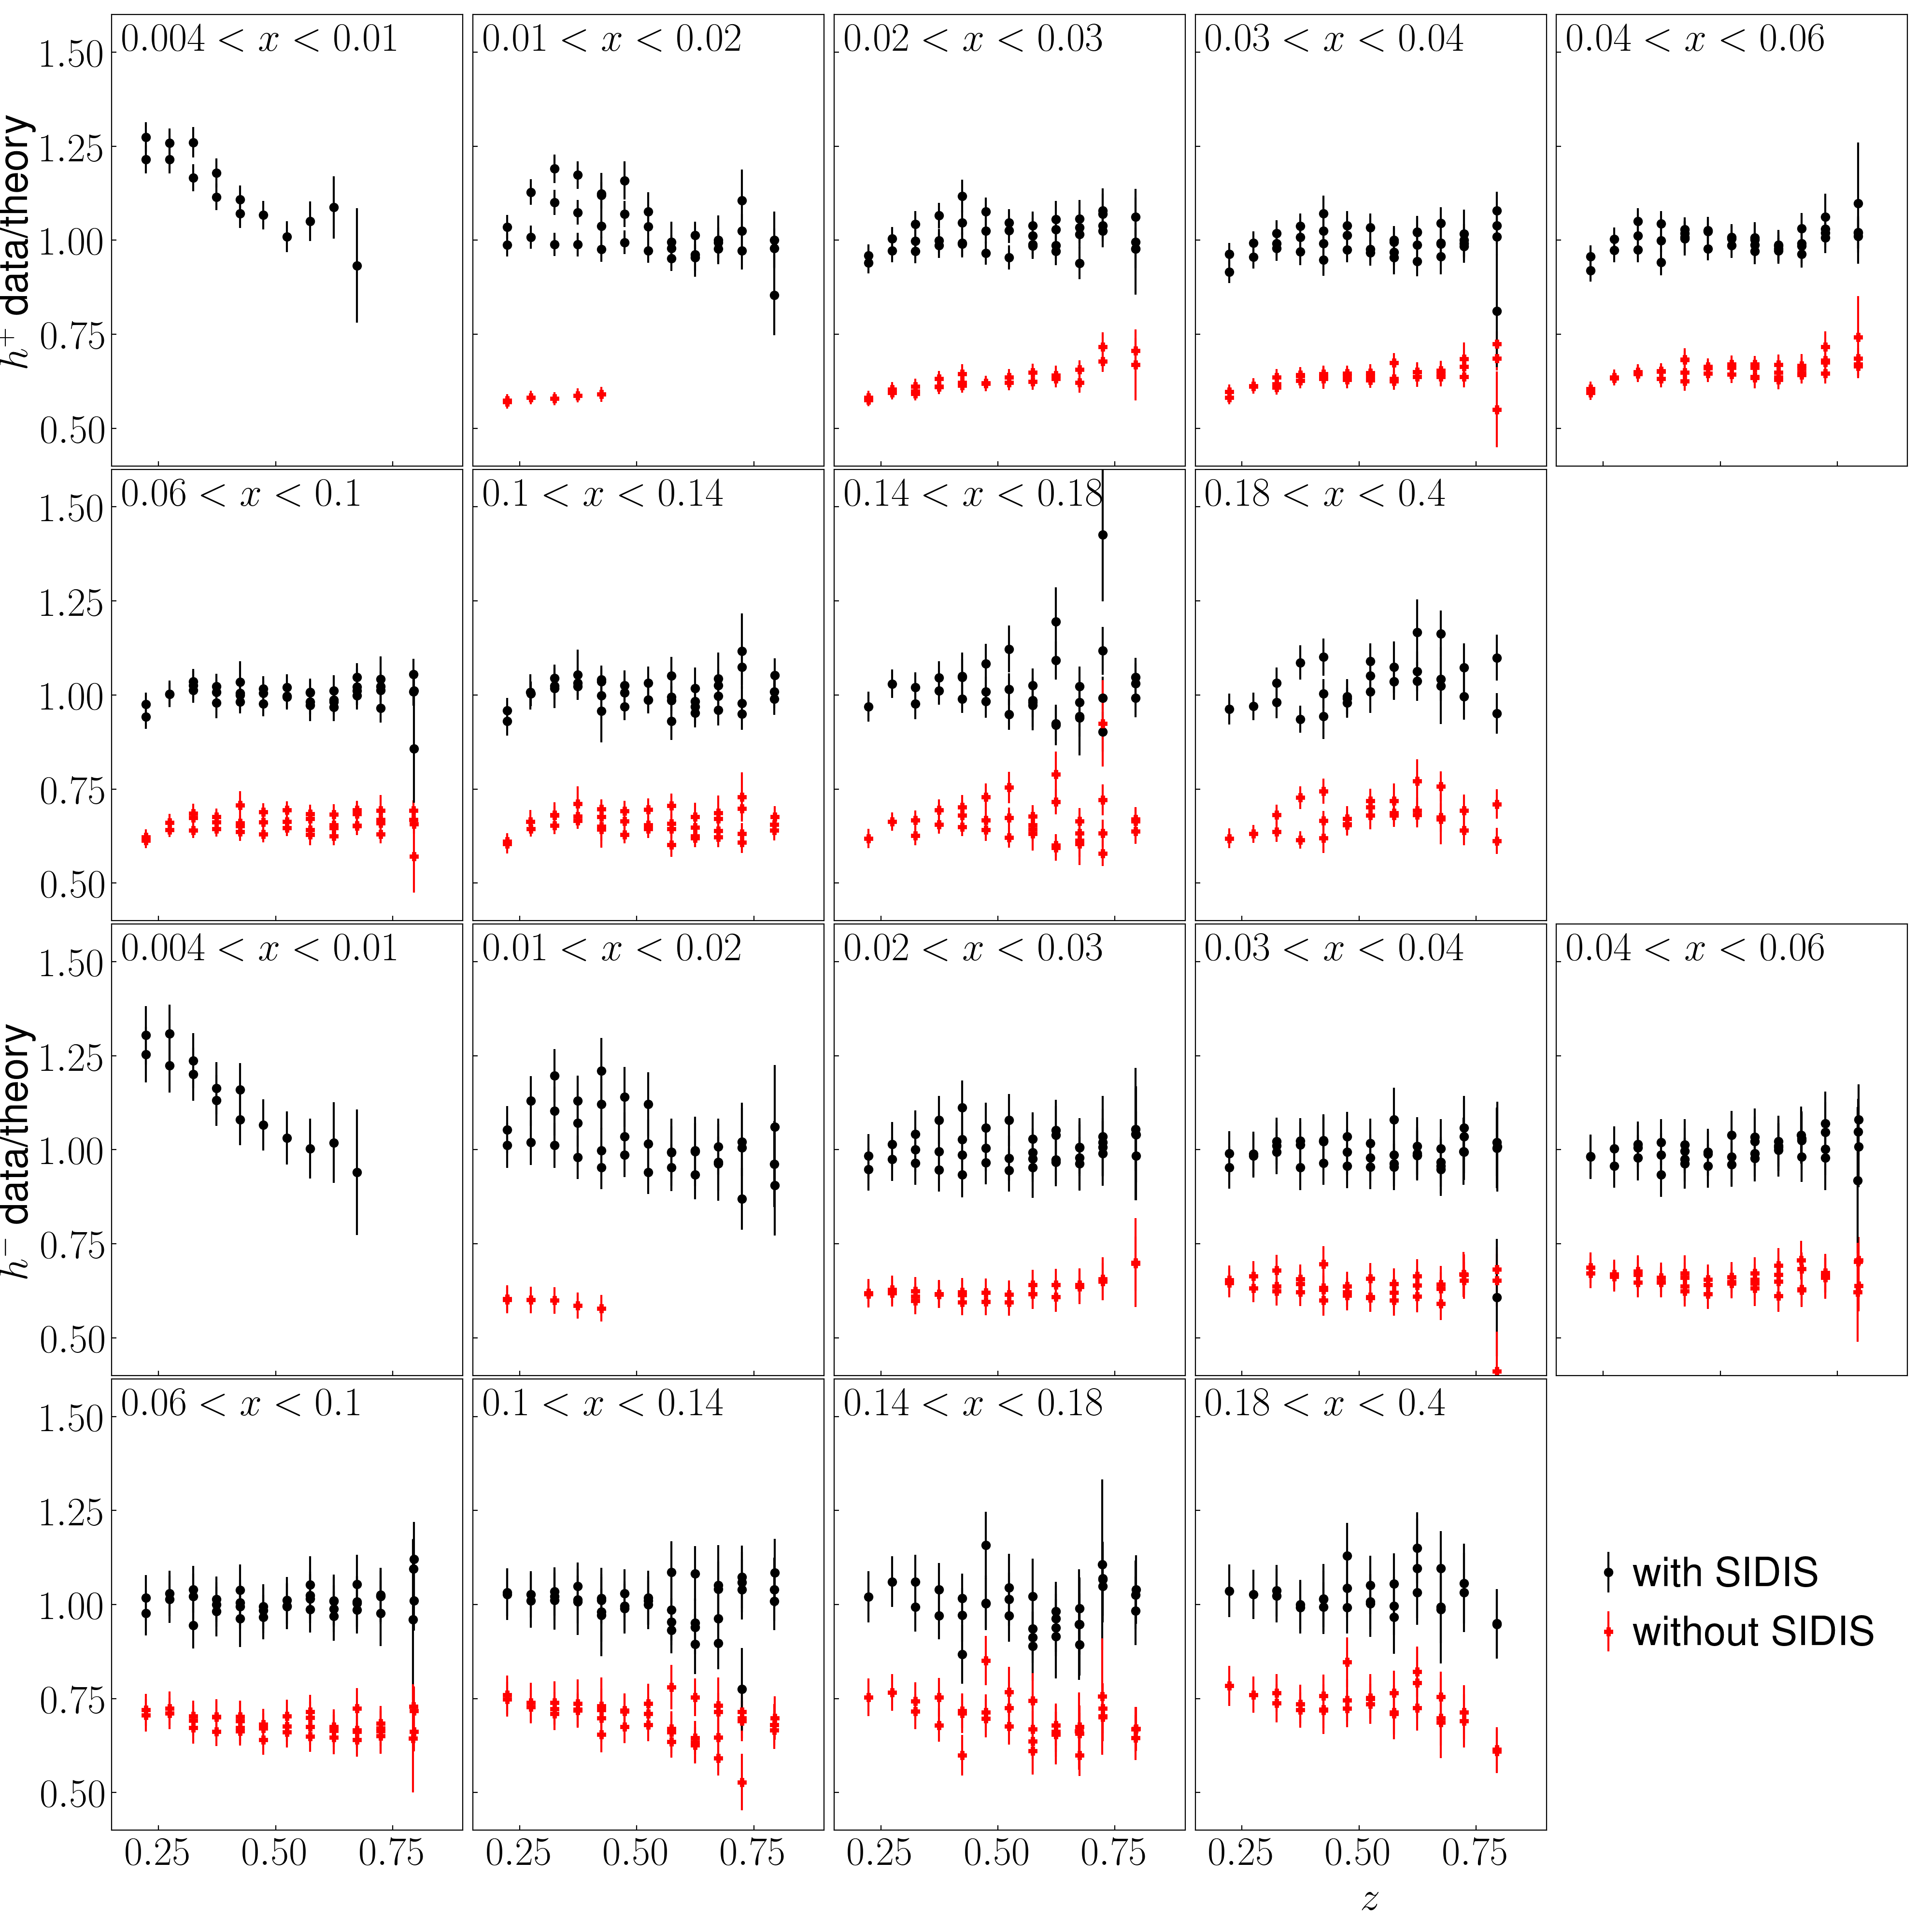 0.004 < x < 0.01
0.01 < x < 0.02
0.02 < x < 0.03
0.03 < x < 0.04
0.04 < x < 0.06
1.50
1.25
1.00
0.75
0.50
h⁺ data/theory
0.06 < x < 0.1
0.1 < x < 0.14
0.14 < x < 0.18
0.18 < x < 0.4
1.50
1.25
1.00
0.75
0.50
0.004 < x < 0.01
0.01 < x < 0.02
0.02 < x < 0.03
0.03 < x < 0.04
0.04 < x < 0.06
1.50
1.25
1.00
0.75
0.50
h⁻ data/theory
0.06 < x < 0.1
0.1 < x < 0.14
0.14 < x < 0.18
0.18 < x < 0.4
1.50
1.25
1.00
0.75
0.50
with SIDIS
without SIDIS
0.25 0.50 0.75
0.25 0.50 0.75
0.25 0.50 0.75
0.25 0.50 0.75
z